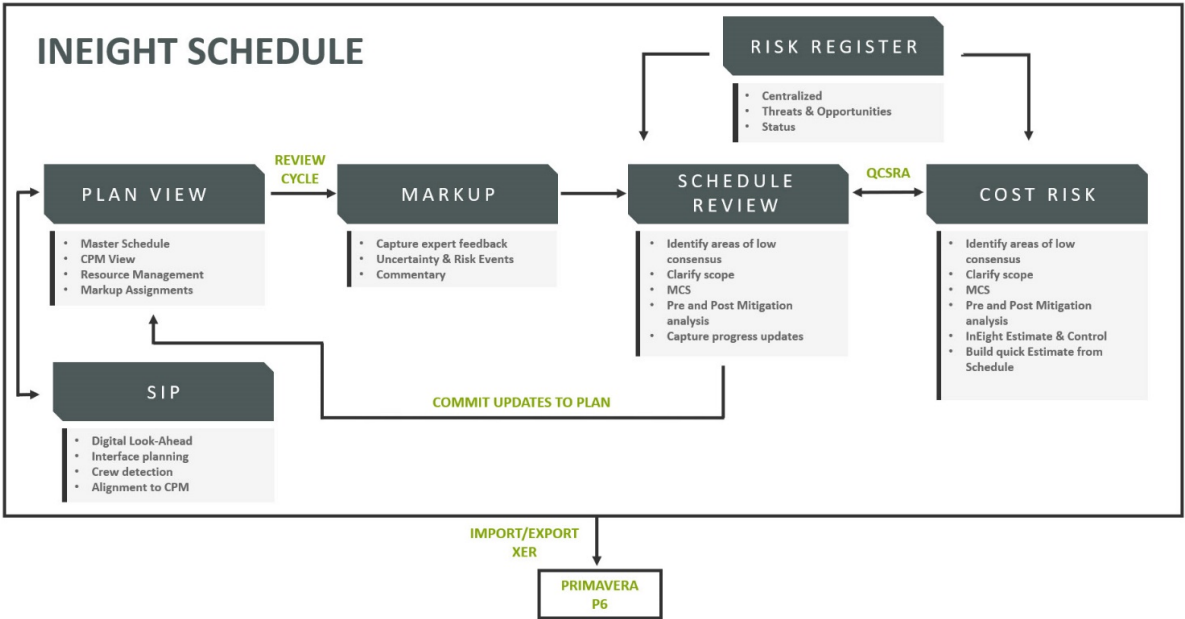 INEIGHT SCHEDULE
RISK REGISTER
• Centralized
• Threats & Opportunities
• Status
PLAN VIEW
• Master Schedule
• CPM View
• Resource Management
• Markup Assignments
REVIEW
CYCLE
MARKUP
• Capture expert feedback
• Uncertainty & Risk Events
• Commentary
SCHEDULE
REVIEW
• Identify areas of low
consensus
• Clarify scope
• MCS
• Pre and Post Mitigation
analysis
• Capture progress updates
QCSRA
COST RISK
• Identify areas of low
consensus
• Clarify scope
• MCS
• Pre and Post Mitigation
analysis
• InEight Estimate & Control
• Build quick Estimate from
Schedule
SIP
• Digital Look-Ahead
• Interface planning
• Crew detection
• Alignment to CPM
COMMIT UPDATES TO PLAN
IMPORT/EXPORT
XER
PRIMAVERA
P6